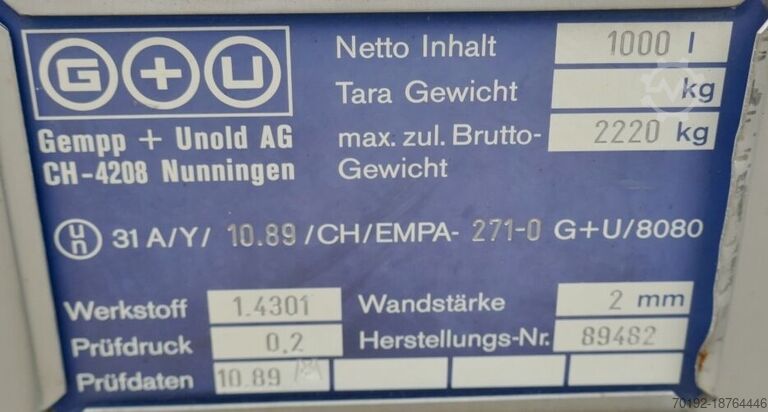 G+U
Gempp + Unold AG
CH-4208 Nunningen
Netto Inhalt 1000 l
Tara Gewicht kg
max. zul. Brutto- 2220 kg
Gewicht
un 31 A/Y/ 10.89 /CH/EMPA- 271-0 G+U/8080
Werkstoff 1.4301 Wandstärke 2 mm
Prüfdruck 0,2 Herstellungs-Nr. 89482
Prüfdaten 10.89
70192-18764446